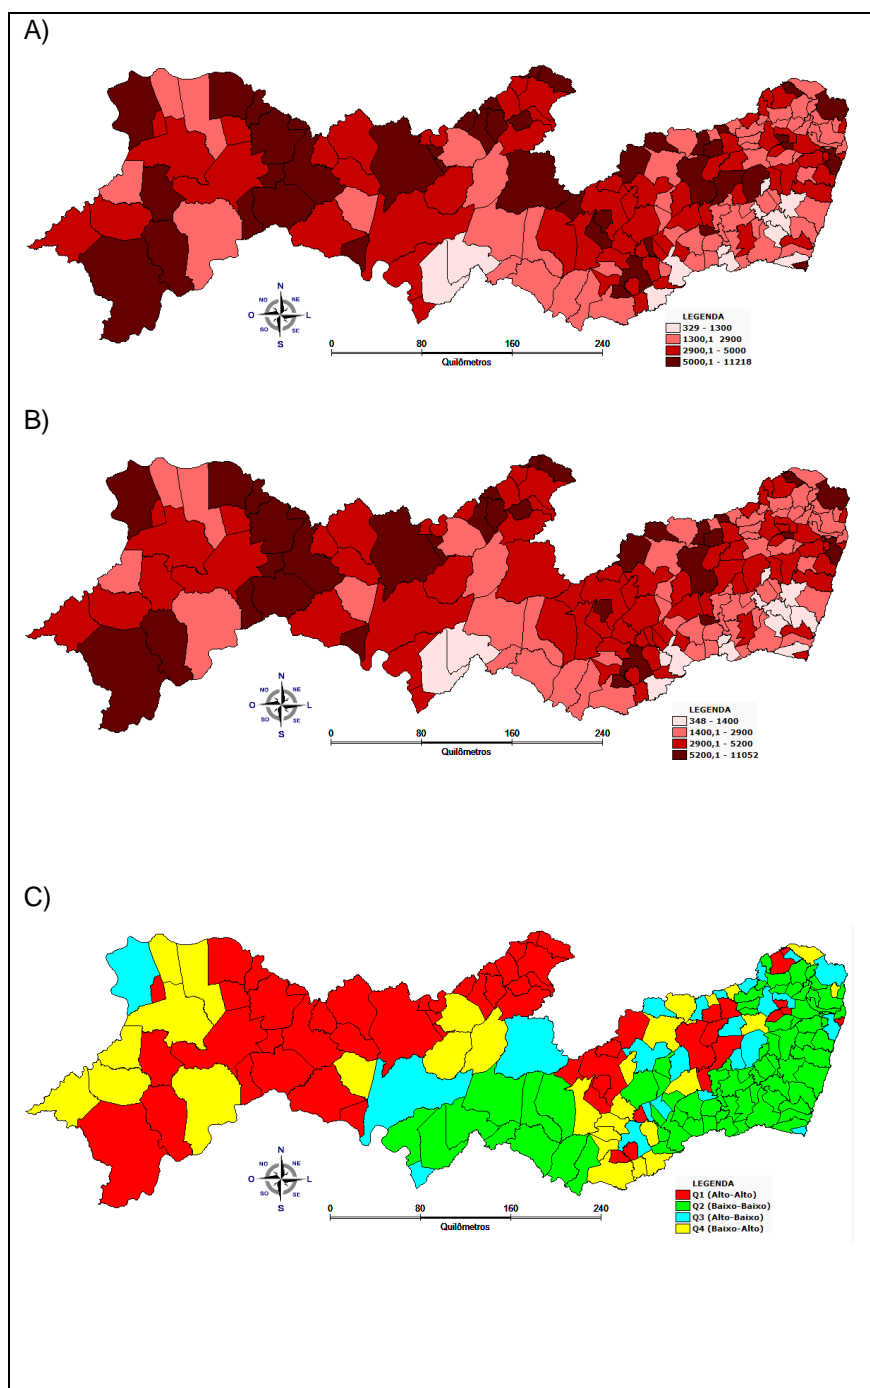 A)
N
NO NE
O L
SO SE
S
0 80 160 240
Quilômetros
LEGENDA
329 - 1300
1300,1 2900
2900,1 - 5000
5000,1 - 11218
B)
N
NO NE
O L
SO SE
S
0 80 160 240
Quilômetros
LEGENDA
348 - 1400
1400,1 - 2900
2900,1 - 5200
5200,1 - 11052
C)
N
NO NE
O L
SO SE
S
0 80 160 240
Quilômetros
LEGENDA
Q1 (Alto-Alto)
Q2 (Baixo-Baixo)
Q3 (Alto-Baixo)
Q4 (Baixo-Alto)